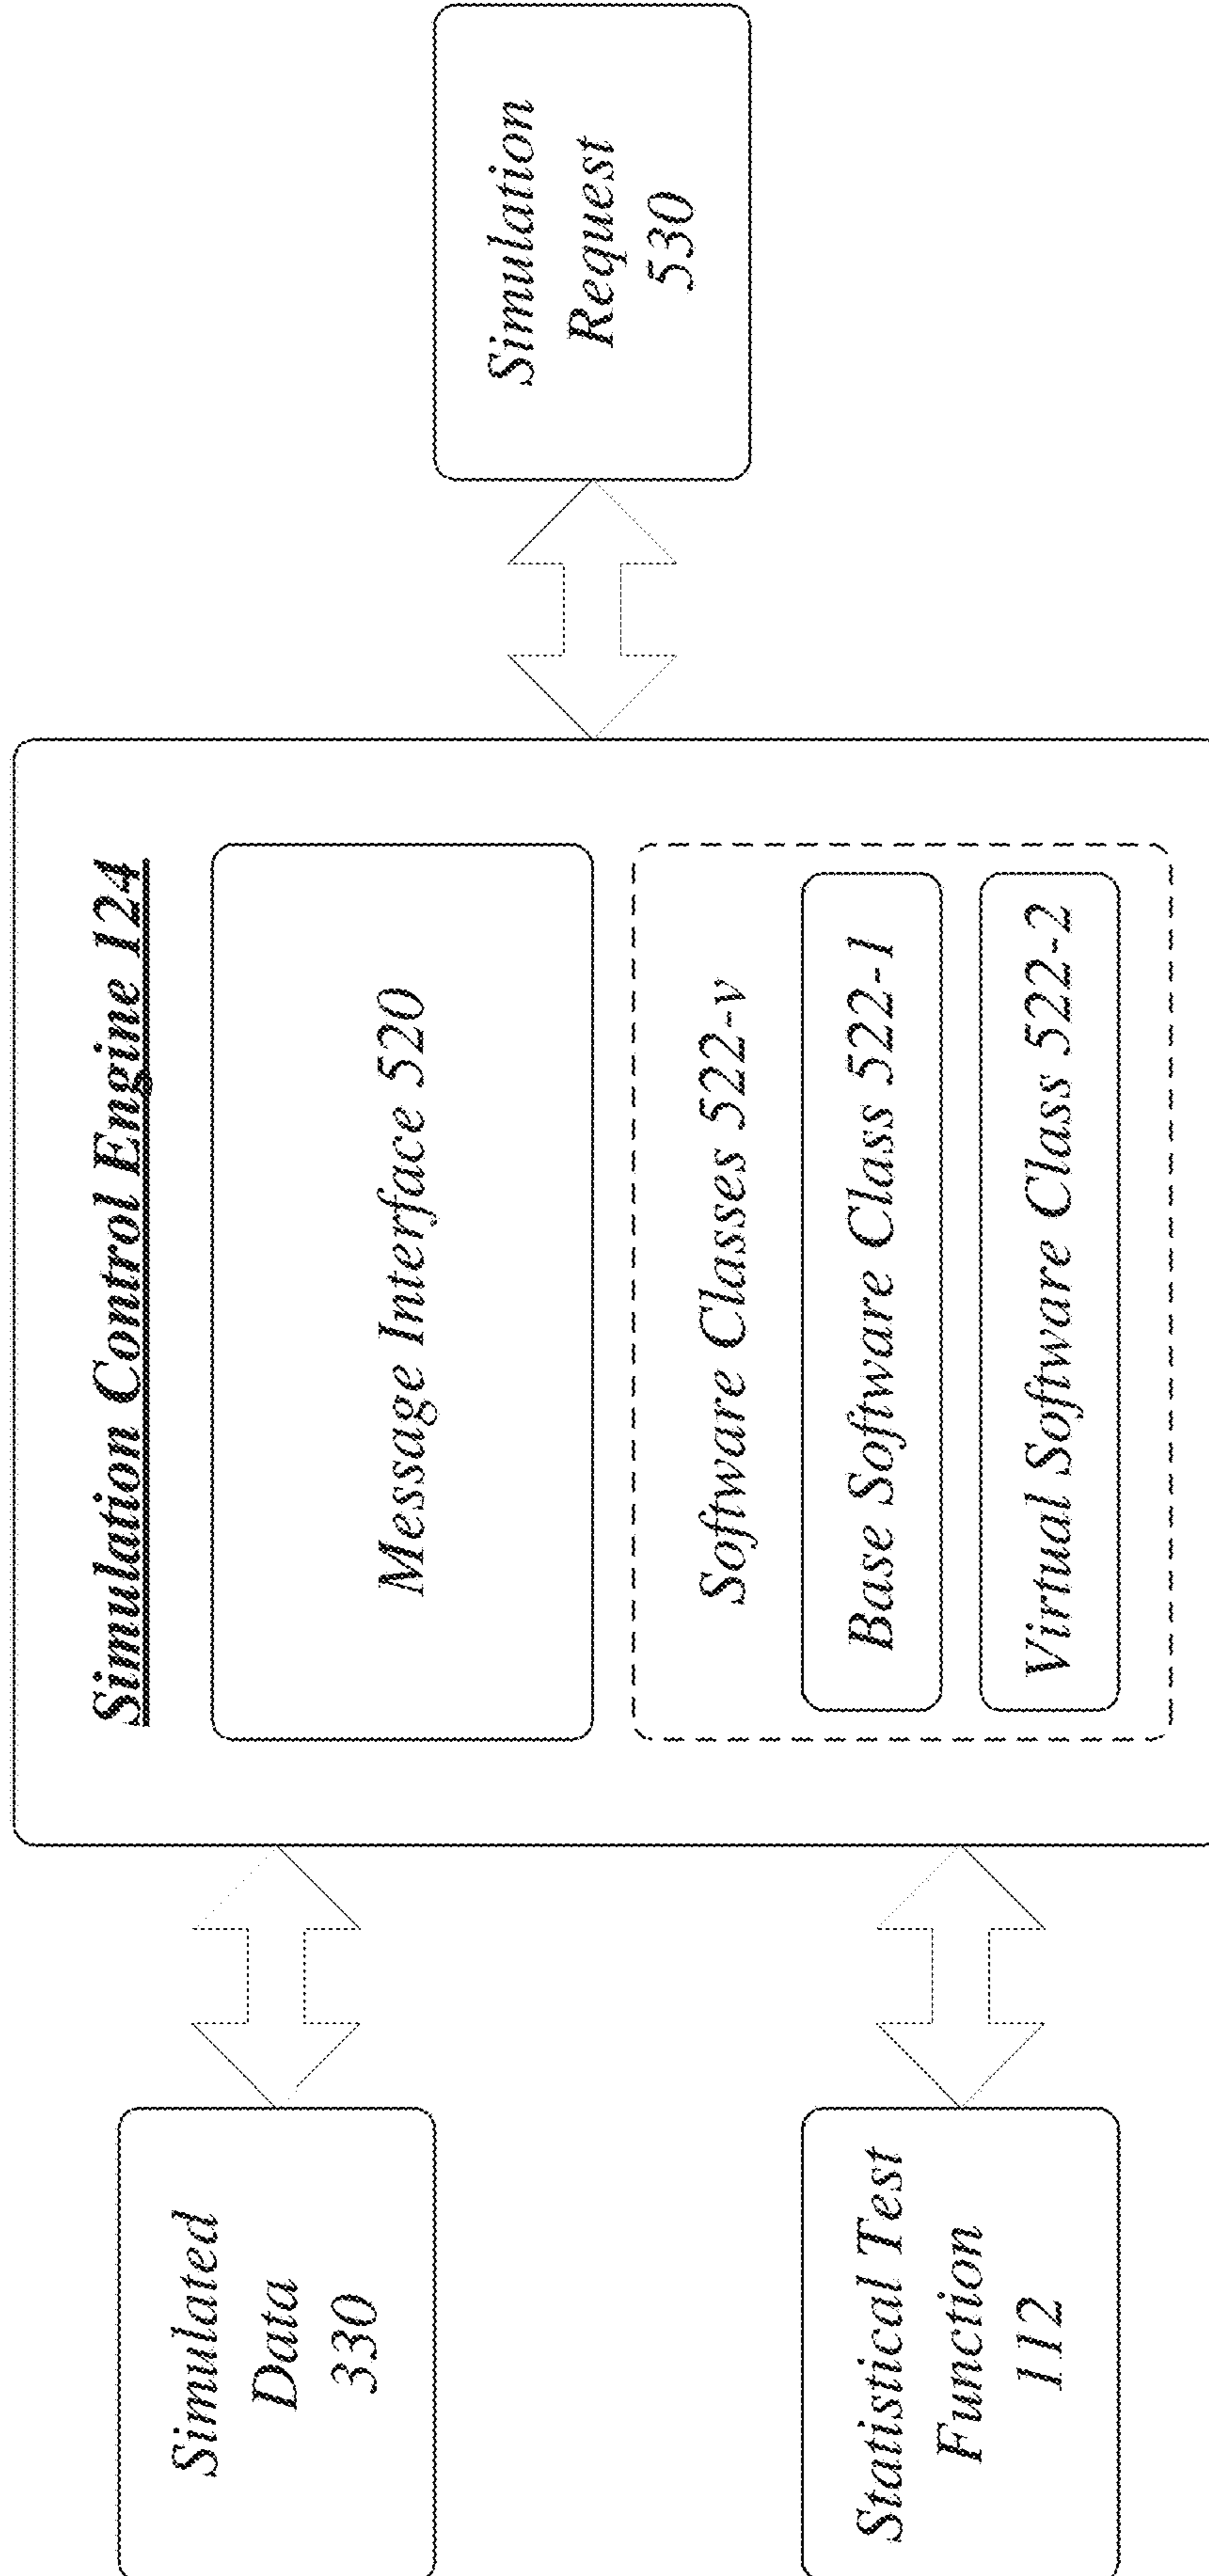 Simulated
Data
330
Statistical Test
Function
112
Simulation Control Engine 124
Message Interface 520
Software Classes 522-v
Base Software Class 522-1
Virtual Software Class 522-2
Simulation
Request
530